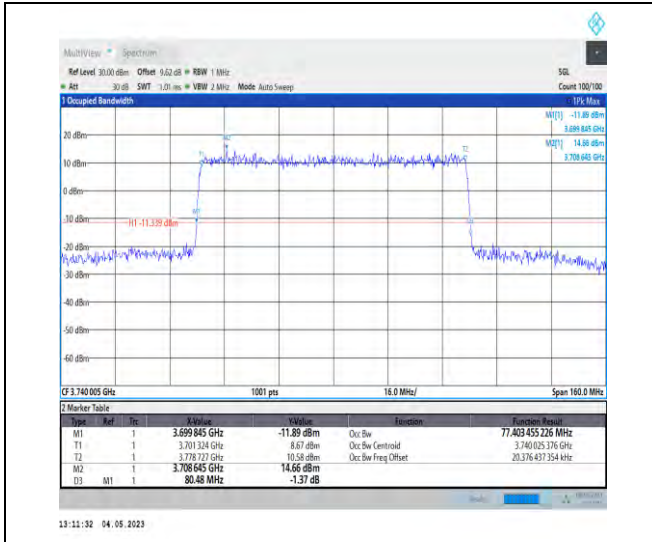 MultiView Spectrum
Ref Level 30.00 dBm Offset 9.62 dB RBW 1 MHz SGL
Att 30 dB SWT 1.01 ms VBW 2 MHz Mode Auto Sweep Count 100/100
1 Occupied Bandwidth 1Pk Max
M1[1] -11.89 dBm
3.699 845 GHz
M2[1] 14.66 dBm
3.708 645 GHz
20 dBm
M2
T1
T2
10 dBm
0 dBm
M1
-10 dBm
H1 -11.339 dBm
-20 dBm
-30 dBm
-40 dBm
-50 dBm
-60 dBm
CF 3.740 005 GHz 1001 pts 16.0 MHz/ Span 160.0 MHz
2 Marker Table
Type Ref Trc X-Value Y-Value Function Function Result
M1 1 3.699 845 GHz -11.89 dBm Occ Bw 77.403 455 226 MHz
T1 1 3.701 324 GHz 8.67 dBm Occ Bw Centroid 3.740 025 376 GHz
T2 1 3.778 727 GHz 10.58 dBm Occ Bw Freq Offset 20.376 437 354 kHz
M2 1 3.708 645 GHz 14.66 dBm
D3 M1 1 80.48 MHz -1.37 dB
13:11:32 04.05.2023